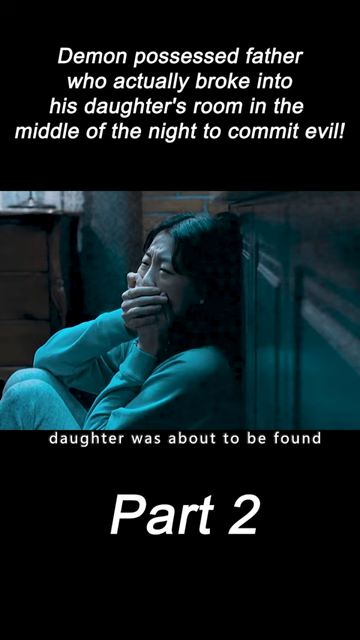 Demon possessed father
who actually broke into
his daughter's room in the
middle of the night to commit evil!
daughter was about to be found
Part 2